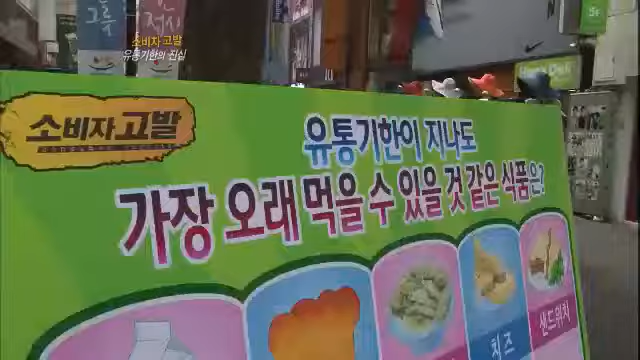 소비자 고발
유통기한의 진실
소비자고발
유통기한이 지나도
가장 오래 먹을 수 있을 것 같은 식품은?
치즈
샌드위치